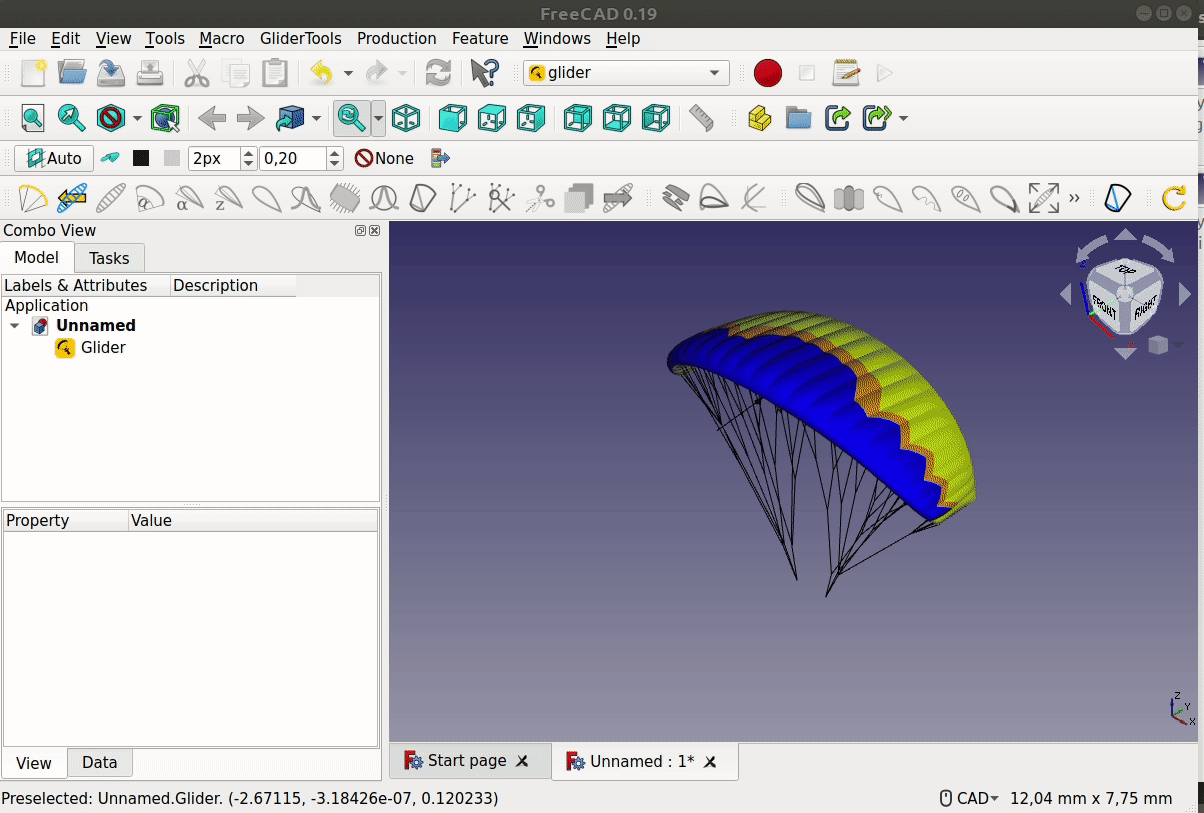 FreeCAD 0.19
File Edit View Tools Macro GliderTools Production Feature Windows Help
glider
Auto 2px 0,20 None
α z
Combo View
Model Tasks
Labels & Attributes Description
Application
Unnamed
Glider
TOP
FRONT RIGHT
Z
Property Value
Z
Y
X
View Data
Start page Unnamed : 1*
Preselected: Unnamed.Glider. (-2.67115, -3.18426e-07, 0.120233) CAD 12,04 mm x 7,75 mm